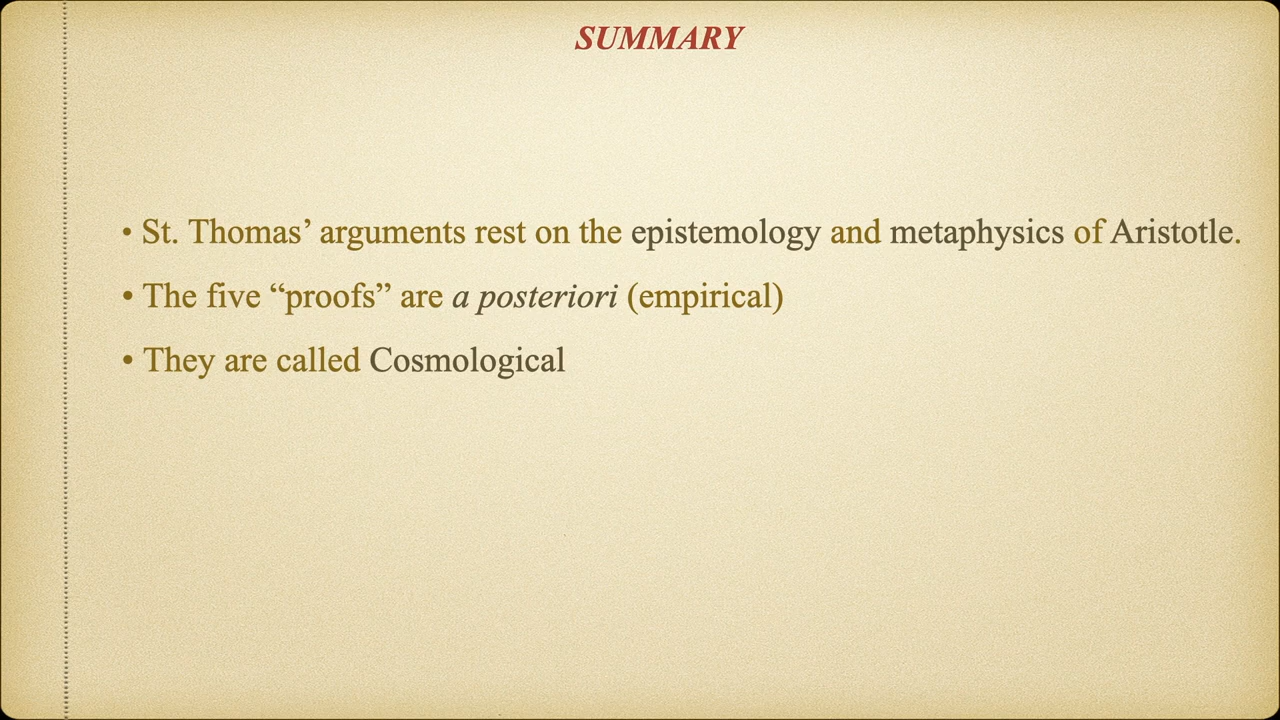 SUMMARY
• St. Thomas’ arguments rest on the epistemology and metaphysics of Aristotle.
• The five “proofs” are a posteriori (empirical)
• They are called Cosmological